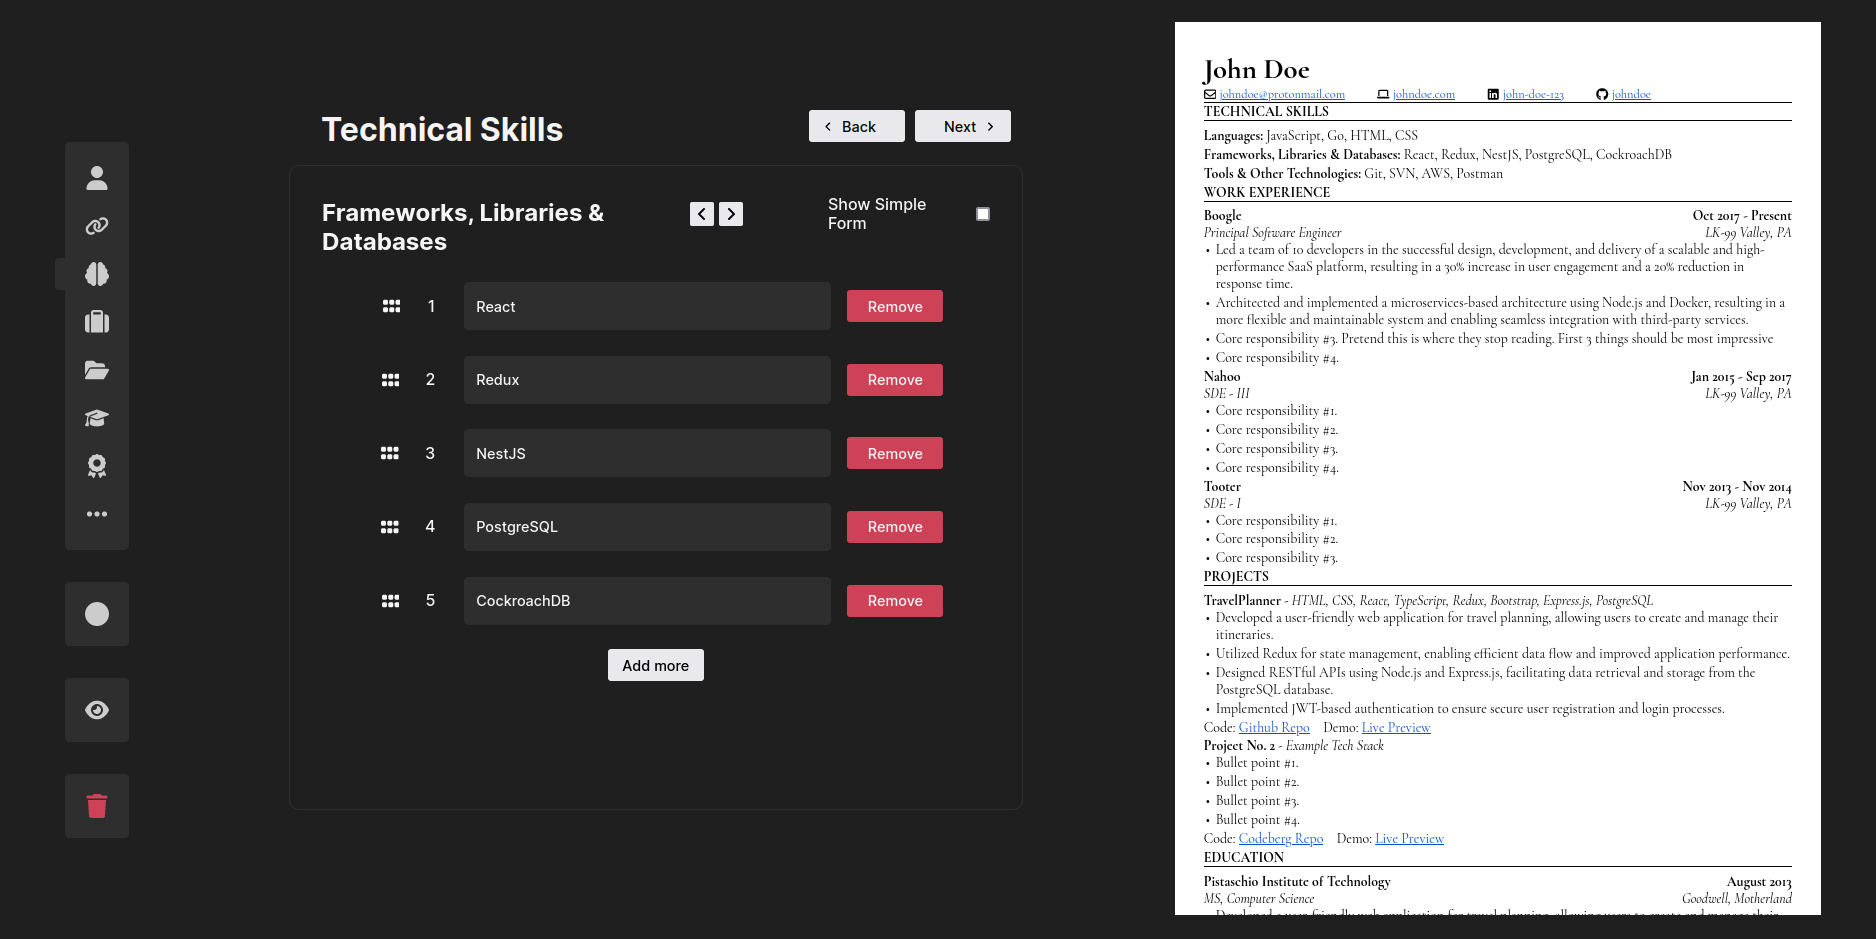 Technical Skills
Back
Next
Frameworks, Libraries &
Databases
Show Simple
Form
1
React
Remove
2
Redux
Remove
3
NestJS
Remove
4
PostgreSQL
Remove
5
CockroachDB
Remove
Add more
John Doe
johndoe@protonmail.com johndoe.com john-doe-123 johndoe
TECHNICAL SKILLS
Languages: JavaScript, Go, HTML, CSS
Frameworks, Libraries & Databases: React, Redux, NestJS, PostgreSQL, CockroachDB
Tools & Other Technologies: Git, SVN, AWS, Postman
WORK EXPERIENCE
Boogle Oct 2017 - Present
Principal Software Engineer LK-99 Valley, PA
• Led a team of 10 developers in the successful design, development, and delivery of a scalable and high-
performance SaaS platform, resulting in a 30% increase in user engagement and a 20% reduction in
response time.
• Architected and implemented a microservices-based architecture using Node.js and Docker, resulting in a
more flexible and maintainable system and enabling seamless integration with third-party services.
• Core responsibility #3. Pretend this is where they stop reading. First 3 things should be most impressive
• Core responsibility #4.
Nahoo Jan 2015 - Sep 2017
SDE - III LK-99 Valley, PA
• Core responsibility #1.
• Core responsibility #2.
• Core responsibility #3.
• Core responsibility #4.
Tooter Nov 2013 - Nov 2014
SDE - I LK-99 Valley, PA
• Core responsibility #1.
• Core responsibility #2.
• Core responsibility #3.
PROJECTS
TravelPlanner - HTML, CSS, React, TypeScript, Redux, Bootstrap, Express.js, PostgreSQL
• Developed a user-friendly web application for travel planning, allowing users to create and manage their
itineraries.
• Utilized Redux for state management, enabling efficient data flow and improved application performance.
• Designed RESTful APIs using Node.js and Express.js, facilitating data retrieval and storage from the
PostgreSQL database.
• Implemented JWT-based authentication to ensure secure user registration and login processes.
Code: Github Repo Demo: Live Preview
Project No. 2 - Example Tech Stack
• Bullet point #1.
• Bullet point #2.
• Bullet point #3.
• Bullet point #4.
Code: Codeberg Repo Demo: Live Preview
EDUCATION
Pistaschio Institute of Technology August 2013
MS, Computer Science Goodwell, Motherland
• Developed a user-friendly web application for travel planning, allowing users to create and manage their